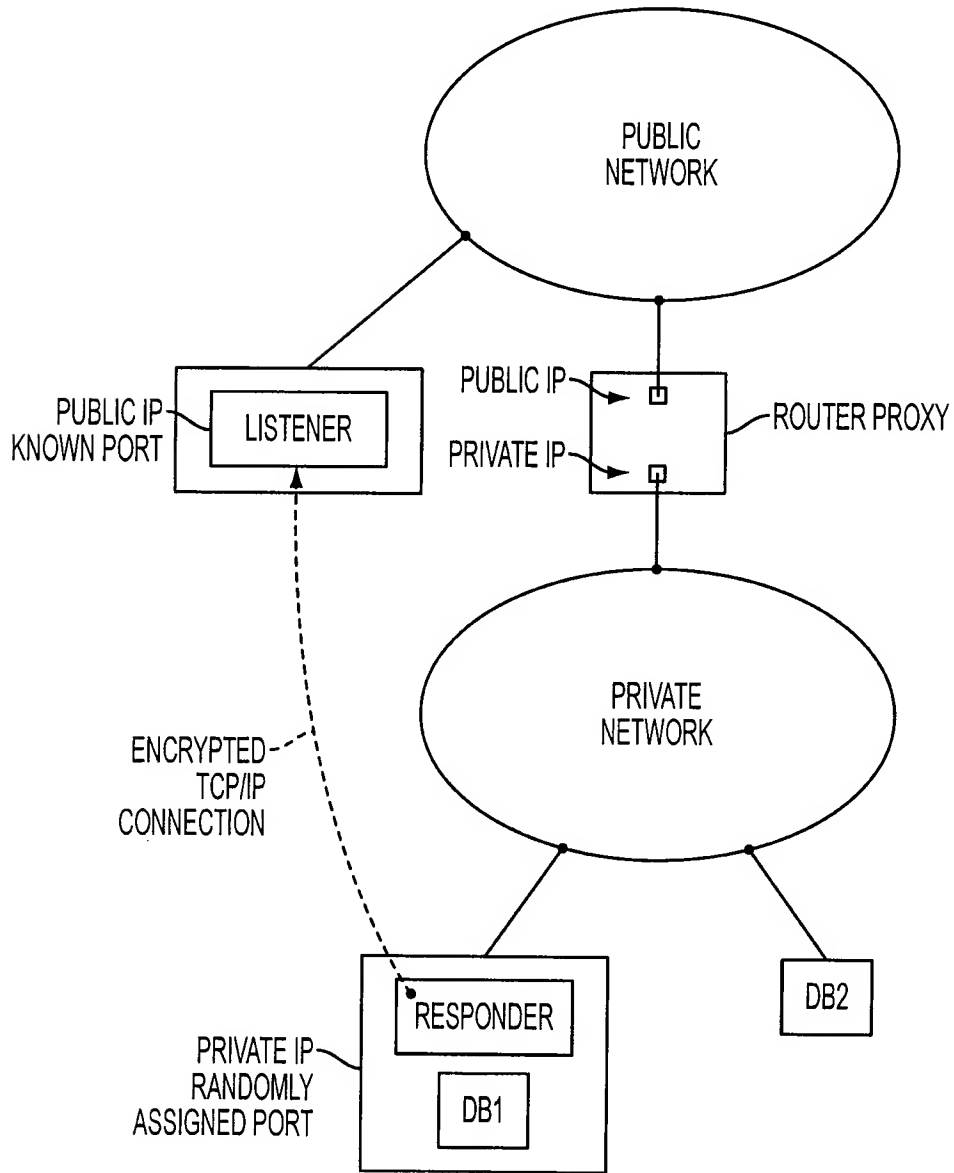 PUBLIC
NETWORK
PUBLIC IP
KNOWN PORT
LISTENER
PUBLIC IP
PRIVATE IP
ROUTER PROXY
PRIVATE
NETWORK
ENCRYPTED
TCP/IP
CONNECTION
RESPONDER
DB1
PRIVATE IP
RANDOMLY
ASSIGNED PORT
DB2